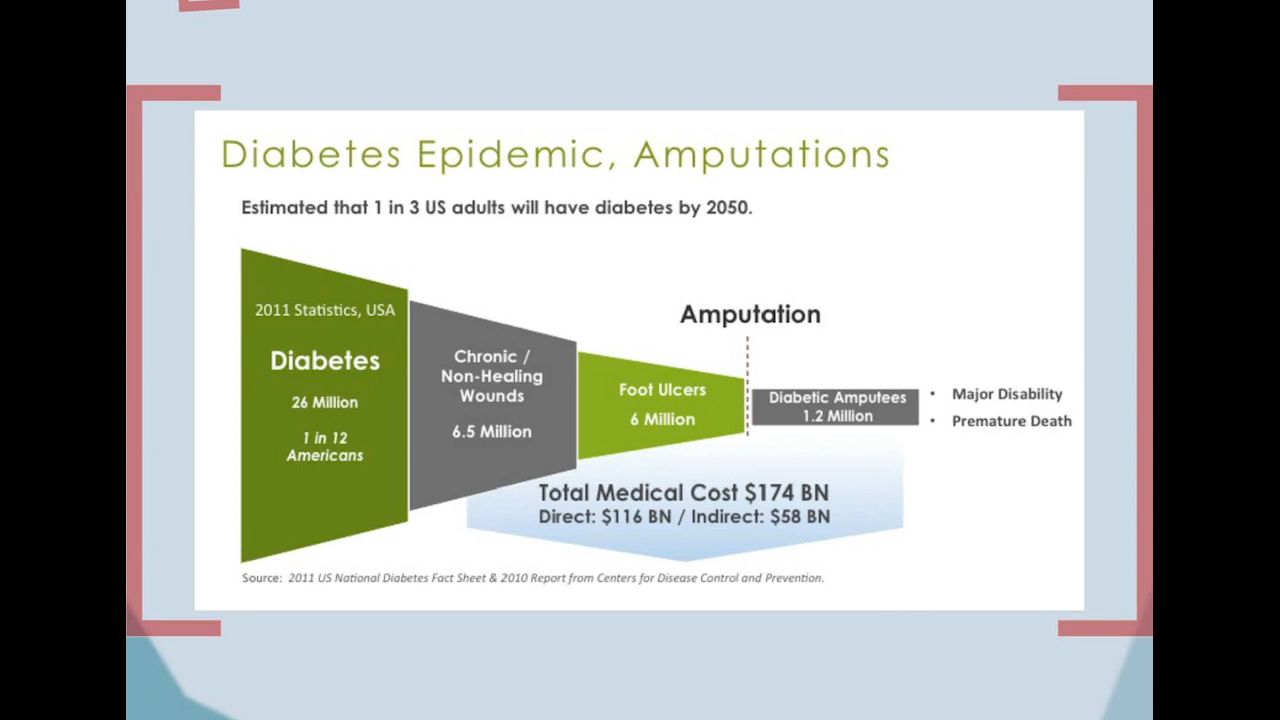 Diabetes Epidemic, Amputations
Estimated that 1 in 3 US adults will have diabetes by 2050.
2011 Statistics, USA
Diabetes
26 Million
1 in 12
Americans
Chronic /
Non-Healing
Wounds
6.5 Million
Foot Ulcers
6 Million
Amputation
Diabetic Amputees
1.2 Million
• Major Disability
• Premature Death
Total Medical Cost $174 BN
Direct: $116 BN / Indirect: $58 BN
Source: 2011 US National Diabetes Fact Sheet & 2010 Report from Centers for Disease Control and Prevention.